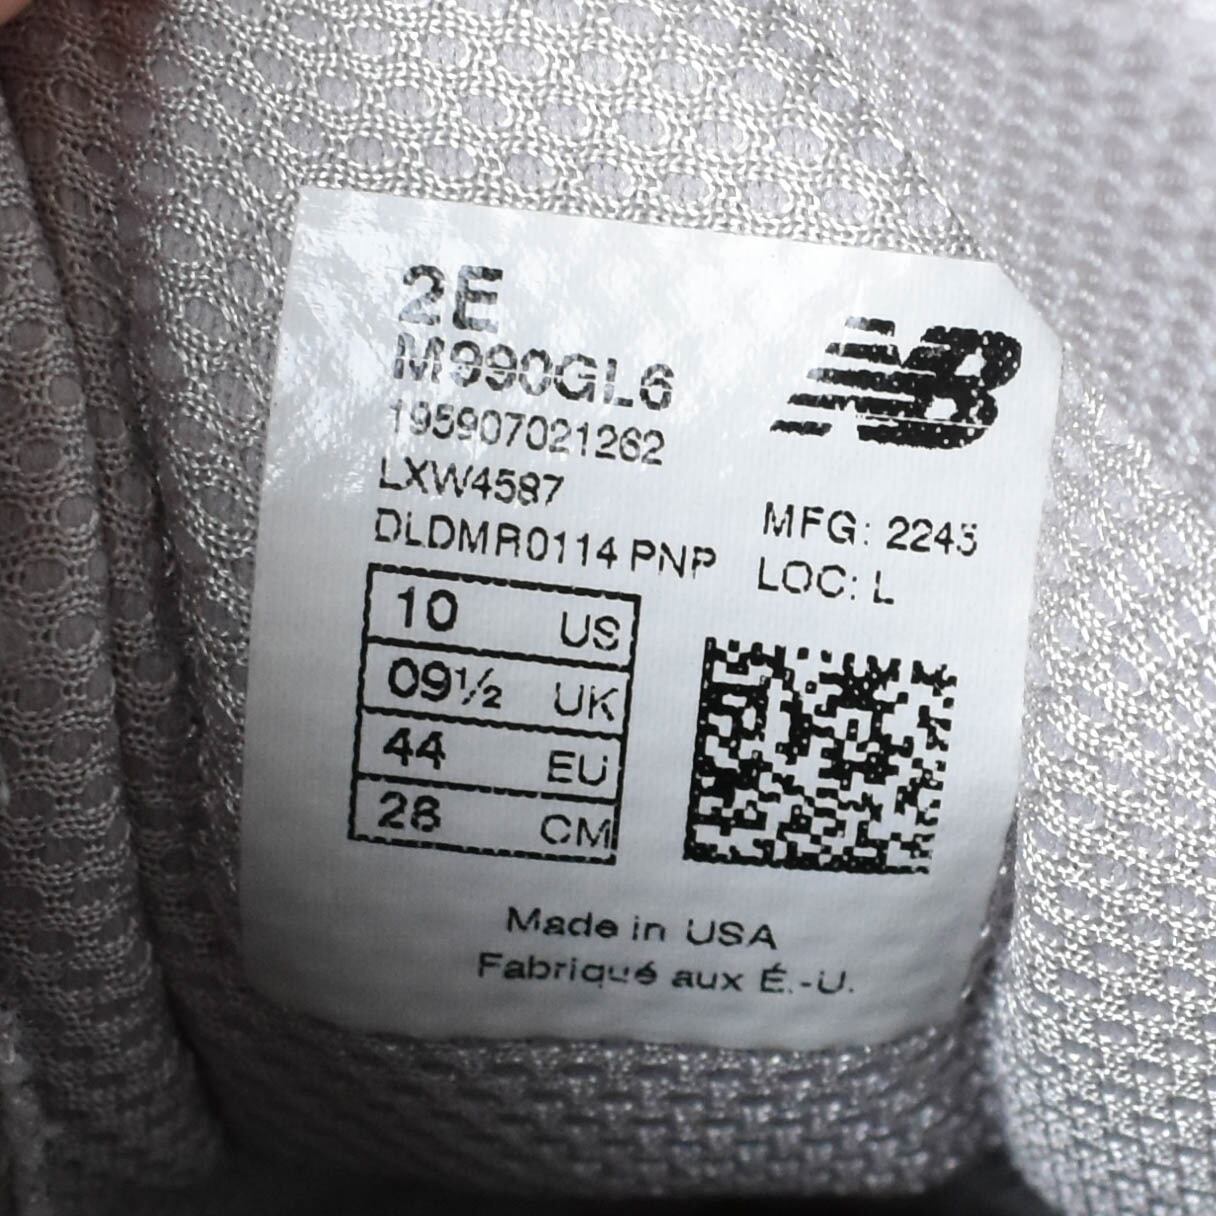 2E
M990GL6
195907021262
LXW4587
DLDMR0114 PNP
NB
MFG: 2245
LOC: L
10 US
09½ UK
44 EU
28 CM
Made in USA
Fabriqué aux É.-U.